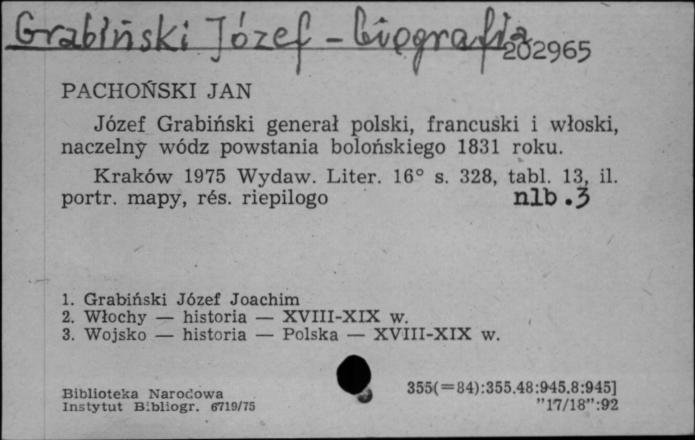 Grabiński Józef – biografia
202965
PACHOŃSKI JAN
Józef Grabiński generał polski, francuski i włoski,
naczelny wódz powstania bolońskiego 1831 roku.
Kraków 1975 Wydaw. Liter. 16° s. 328, tabl. 13, il.
portr. mapy, rés. riepilogo nlb.3
1. Grabiński Józef Joachim
2. Włochy — historia — XVIII-XIX w.
3. Wojsko — historia — Polska — XVIII-XIX w.
Biblioteka Narodowa 355(=84):355.48:945.8:945]
Instytut Bibliogr. 6719/75 "17/18":92